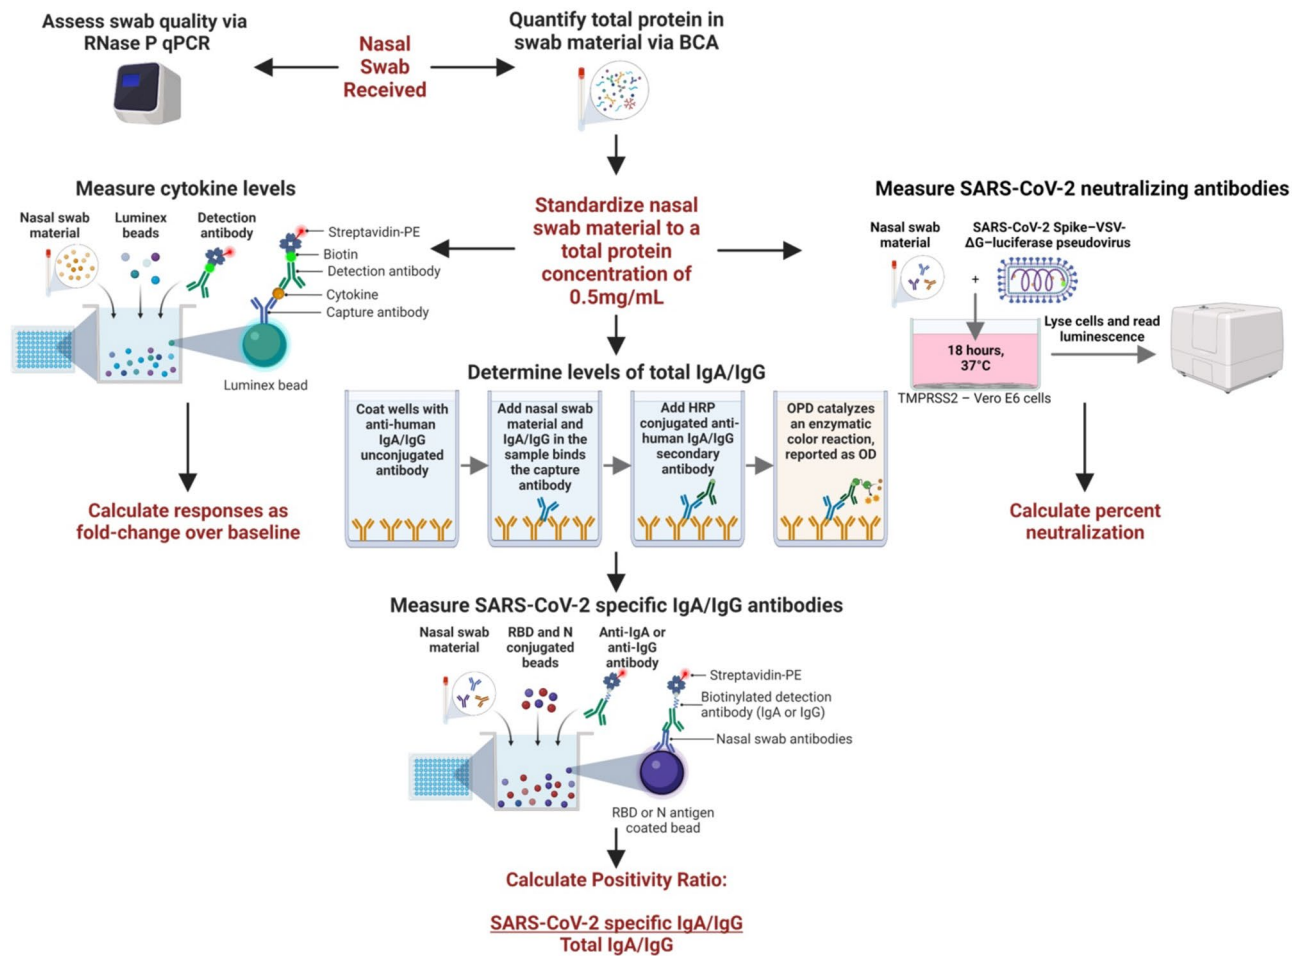 Assess swab quality via
RNase P qPCR
Nasal
Swab
Received
Quantify total protein in
swab material via BCA
Measure cytokine levels
Nasal swab
material
Luminex
beads
Detection
antibody
Streptavidin-PE
Biotin
Detection antibody
Cytokine
Capture antibody
Luminex bead
Calculate responses as
fold-change over baseline
Standardize nasal
swab material to a
total protein
concentration of
0.5mg/mL
Measure SARS-CoV-2 neutralizing antibodies
Nasal swab
material
+
SARS-CoV-2 Spike–VSV-
ΔG–luciferase pseudovirus
18 hours,
37°C
TMPRSS2 – Vero E6 cells
Lyse cells and read
luminescence
Calculate percent
neutralization
Determine levels of total IgA/IgG
Coat wells with
anti-human
IgA/IgG
unconjugated
antibody
Add nasal swab
material and
IgA/IgG in the
sample binds
the capture
antibody
Add HRP
conjugated anti-
human IgA/IgG
secondary
antibody
OPD catalyzes
an enzymatic
color reaction,
reported as OD
Measure SARS-CoV-2 specific IgA/IgG antibodies
Nasal swab
material
RBD and N
conjugated
beads
Anti-IgA or
anti-IgG
antibody
Streptavidin-PE
Biotinylated detection
antibody (IgA or IgG)
Nasal swab antibodies
RBD or N antigen
coated bead
Calculate Positivity Ratio:
SARS-CoV-2 specific IgA/IgG
Total IgA/IgG